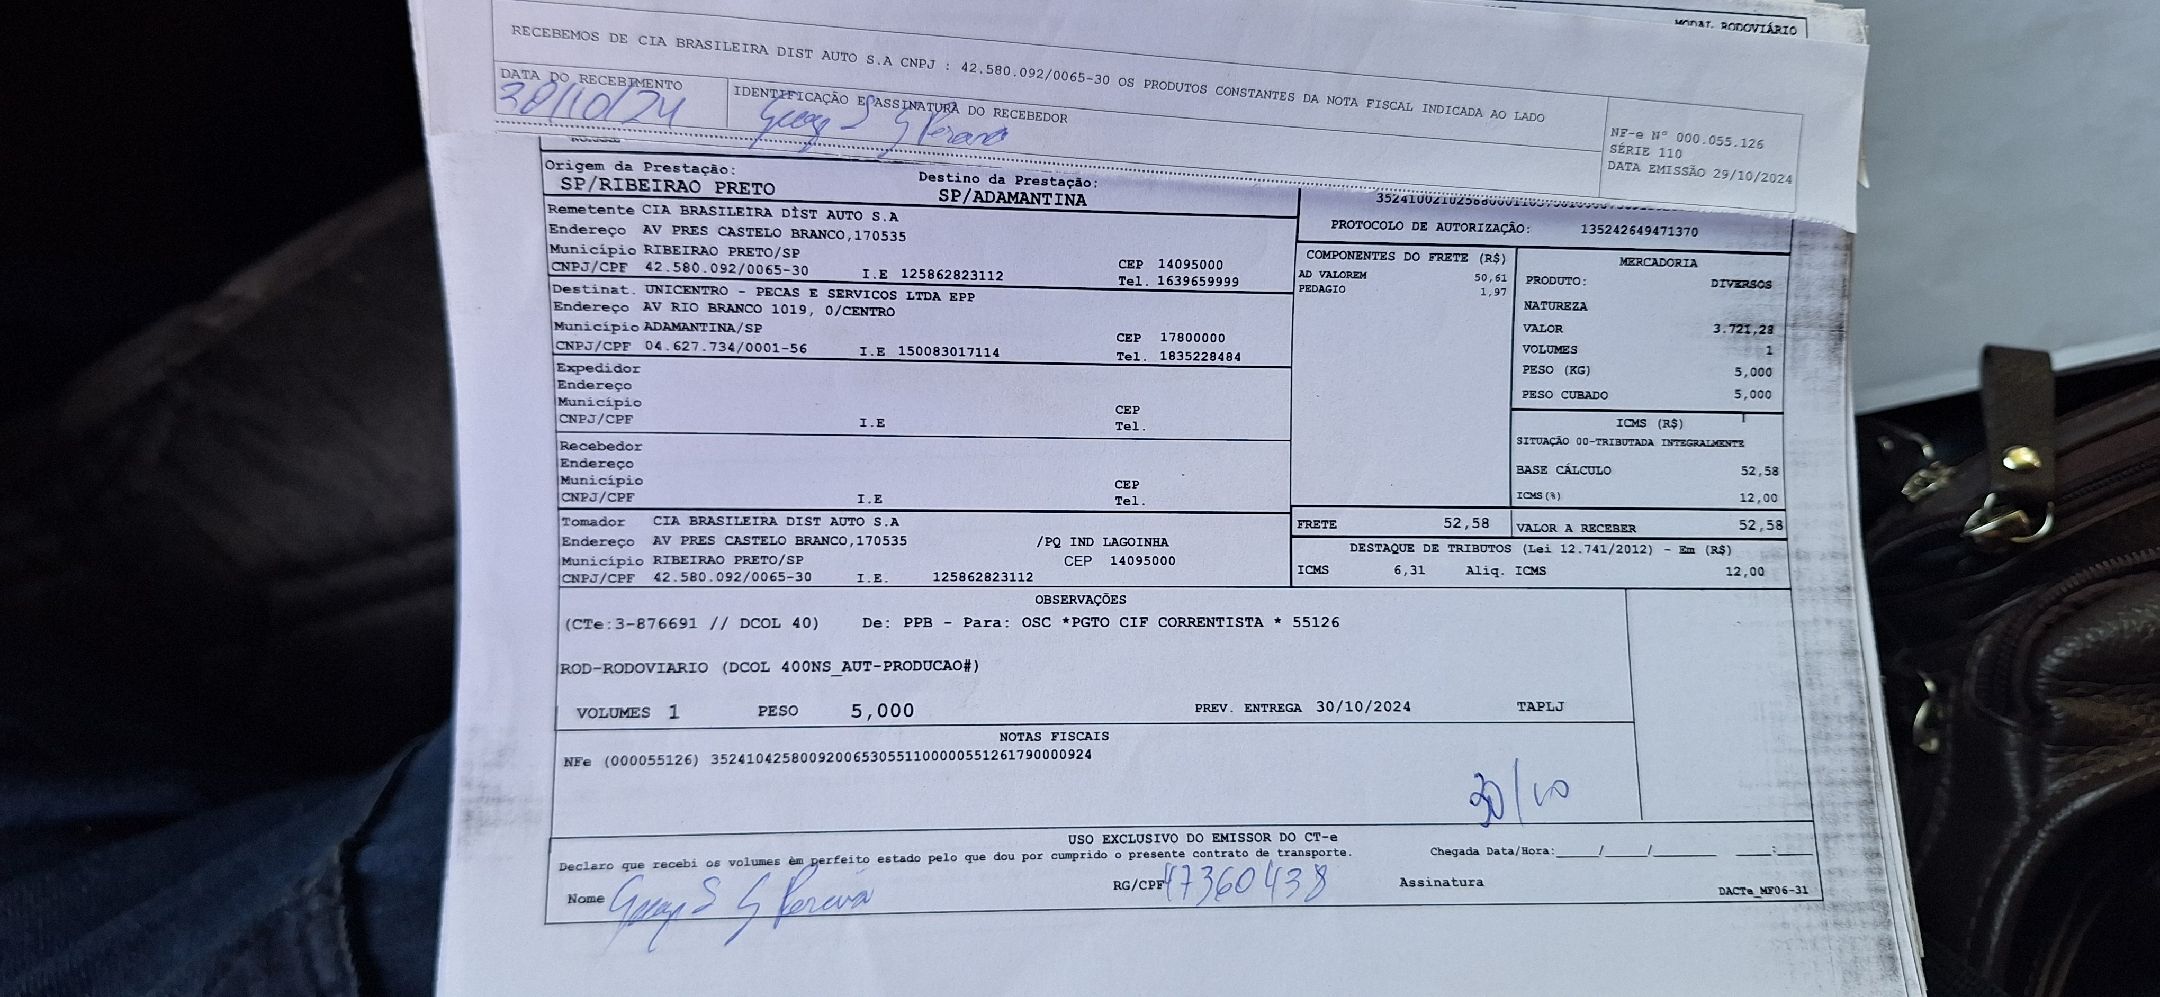 MODAL RODOVIÁRIO
RECEBEMOS DE CIA BRASILEIRA DIST AUTO S.A CNPJ : 42.580.092/0065-30 OS PRODUTOS CONSTANTES DA NOTA FISCAL INDICADA AO LADO
DATA DO RECEBIMENTO IDENTIFICAÇÃO E ASSINATURA DO RECEBEDOR
NF-e Nº 000.055.126
SÉRIE 110
DATA EMISSÃO 29/10/2024
Origem da Prestação: Destino da Prestação:
SP/RIBEIRAO PRETO SP/ADAMANTINA
Remetente CIA BRASILEIRA DIST AUTO S.A
Endereço AV PRES CASTELO BRANCO,170535
Município RIBEIRAO PRETO/SP CEP 14095000
CNPJ/CPF 42.580.092/0065-30 I.E 125862823112 Tel. 1639659999
Destinat. UNICENTRO - PECAS E SERVICOS LTDA EPP
Endereço AV RIO BRANCO 1019, 0/CENTRO
Município ADAMANTINA/SP CEP 17800000
CNPJ/CPF 04.627.734/0001-56 I.E 150083017114 Tel. 1835228484
Expedidor
Endereço
Município CEP
CNPJ/CPF I.E Tel.
Recebedor
Endereço
Município CEP
CNPJ/CPF I.E Tel.
Tomador CIA BRASILEIRA DIST AUTO S.A
Endereço AV PRES CASTELO BRANCO,170535 /PQ IND LAGOINHA
Município RIBEIRAO PRETO/SP CEP 14095000
CNPJ/CPF 42.580.092/0065-30 I.E. 125862823112
PROTOCOLO DE AUTORIZAÇÃO: 135242649471370
COMPONENTES DO FRETE (R$)
AD VALOREM 50,61
PEDAGIO 1,97
MERCADORIA
PRODUTO: DIVERSOS
NATUREZA
VALOR 3.721,28
VOLUMES 1
PESO (KG) 5,000
PESO CUBADO 5,000
ICMS (R$)
SITUAÇÃO 00-TRIBUTADA INTEGRALMENTE
BASE CÁLCULO 52,58
ICMS(%) 12,00
FRETE 52,58 VALOR A RECEBER 52,58
DESTAQUE DE TRIBUTOS (Lei 12.741/2012) - Em (R$)
ICMS 6,31 Aliq. ICMS 12,00
OBSERVAÇÕES
(CTe:3-876691 // DCOL 40) De: PPB - Para: OSC *PGTO CIF CORRENTISTA * 55126
ROD-RODOVIARIO (DCOL 400NS_AUT-PRODUCAO#)
VOLUMES 1 PESO 5,000 PREV. ENTREGA 30/10/2024 TAPLJ
NOTAS FISCAIS
NFe (000055126) 35241042580092006530551100000551261790000924
30/10
USO EXCLUSIVO DO EMISSOR DO CT-e
Declaro que recebi os volumes em perfeito estado pelo que dou por cumprido o presente contrato de transporte. Chegada Data/Hora:____/____/______ ____:____
Nome S G Pereira RG/CPF 47360438 Assinatura
DACTe_MF06-31